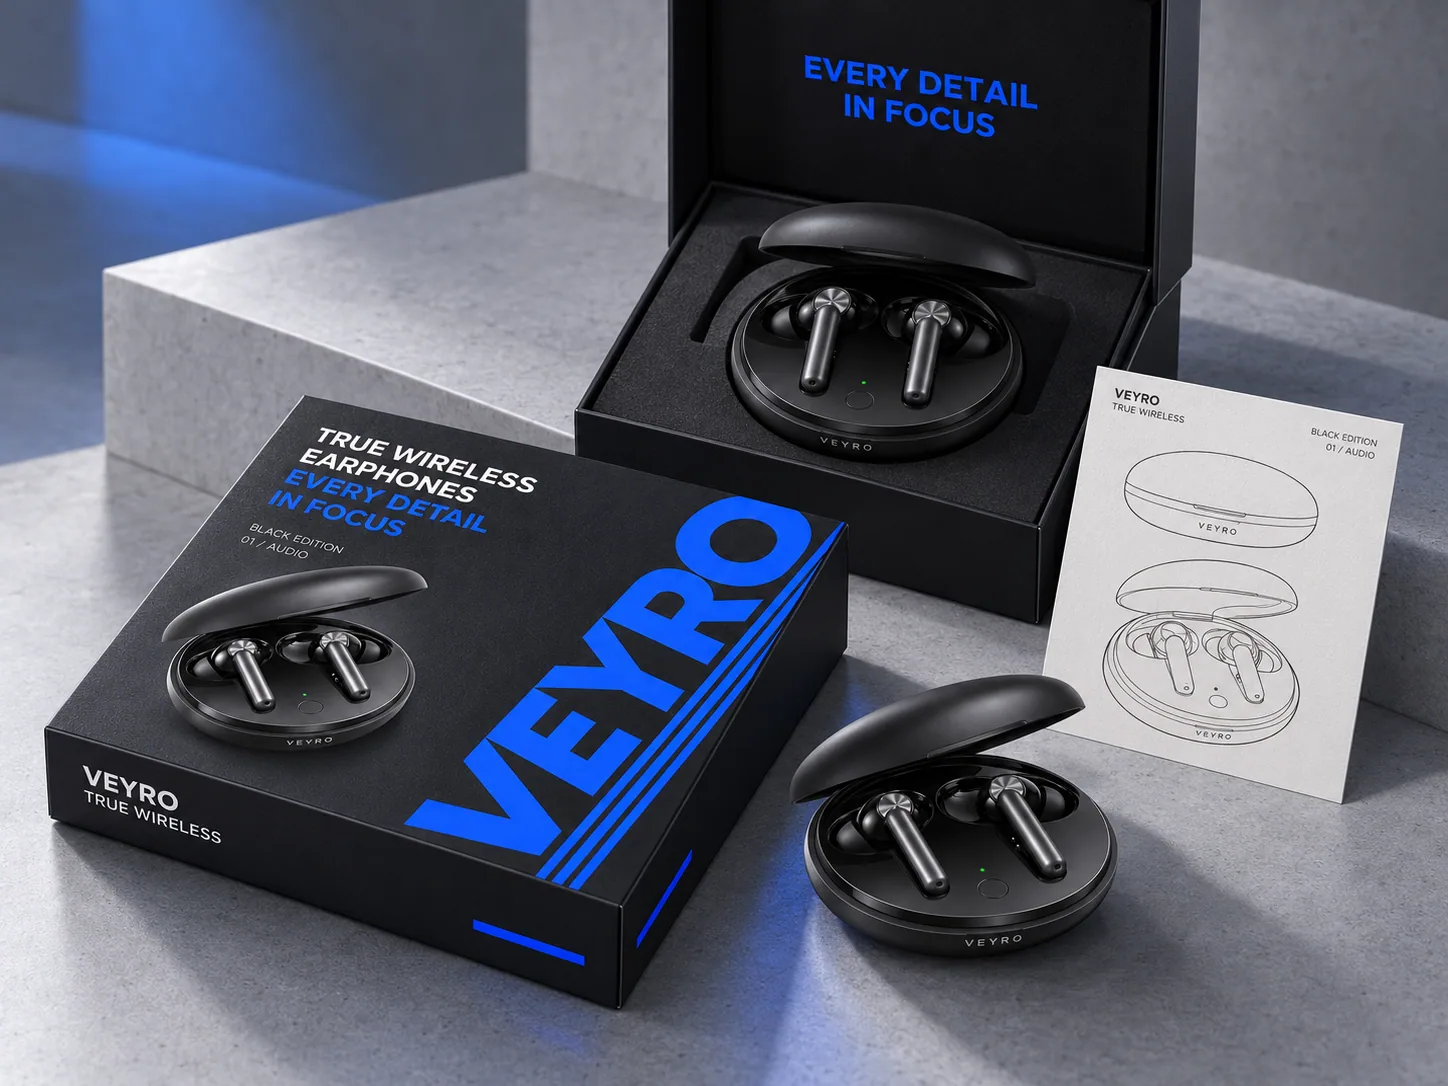 EVERY DETAIL
IN FOCUS
VEYRO
TRUE WIRELESS
EARPHONES
EVERY DETAIL
IN FOCUS
BLACK EDITION
01 / AUDIO
VEYRO
VEYRO
VEYRO
TRUE WIRELESS
VEYRO
TRUE WIRELESS
BLACK EDITION
01 / AUDIO
VEYRO
VEYRO
VEYRO